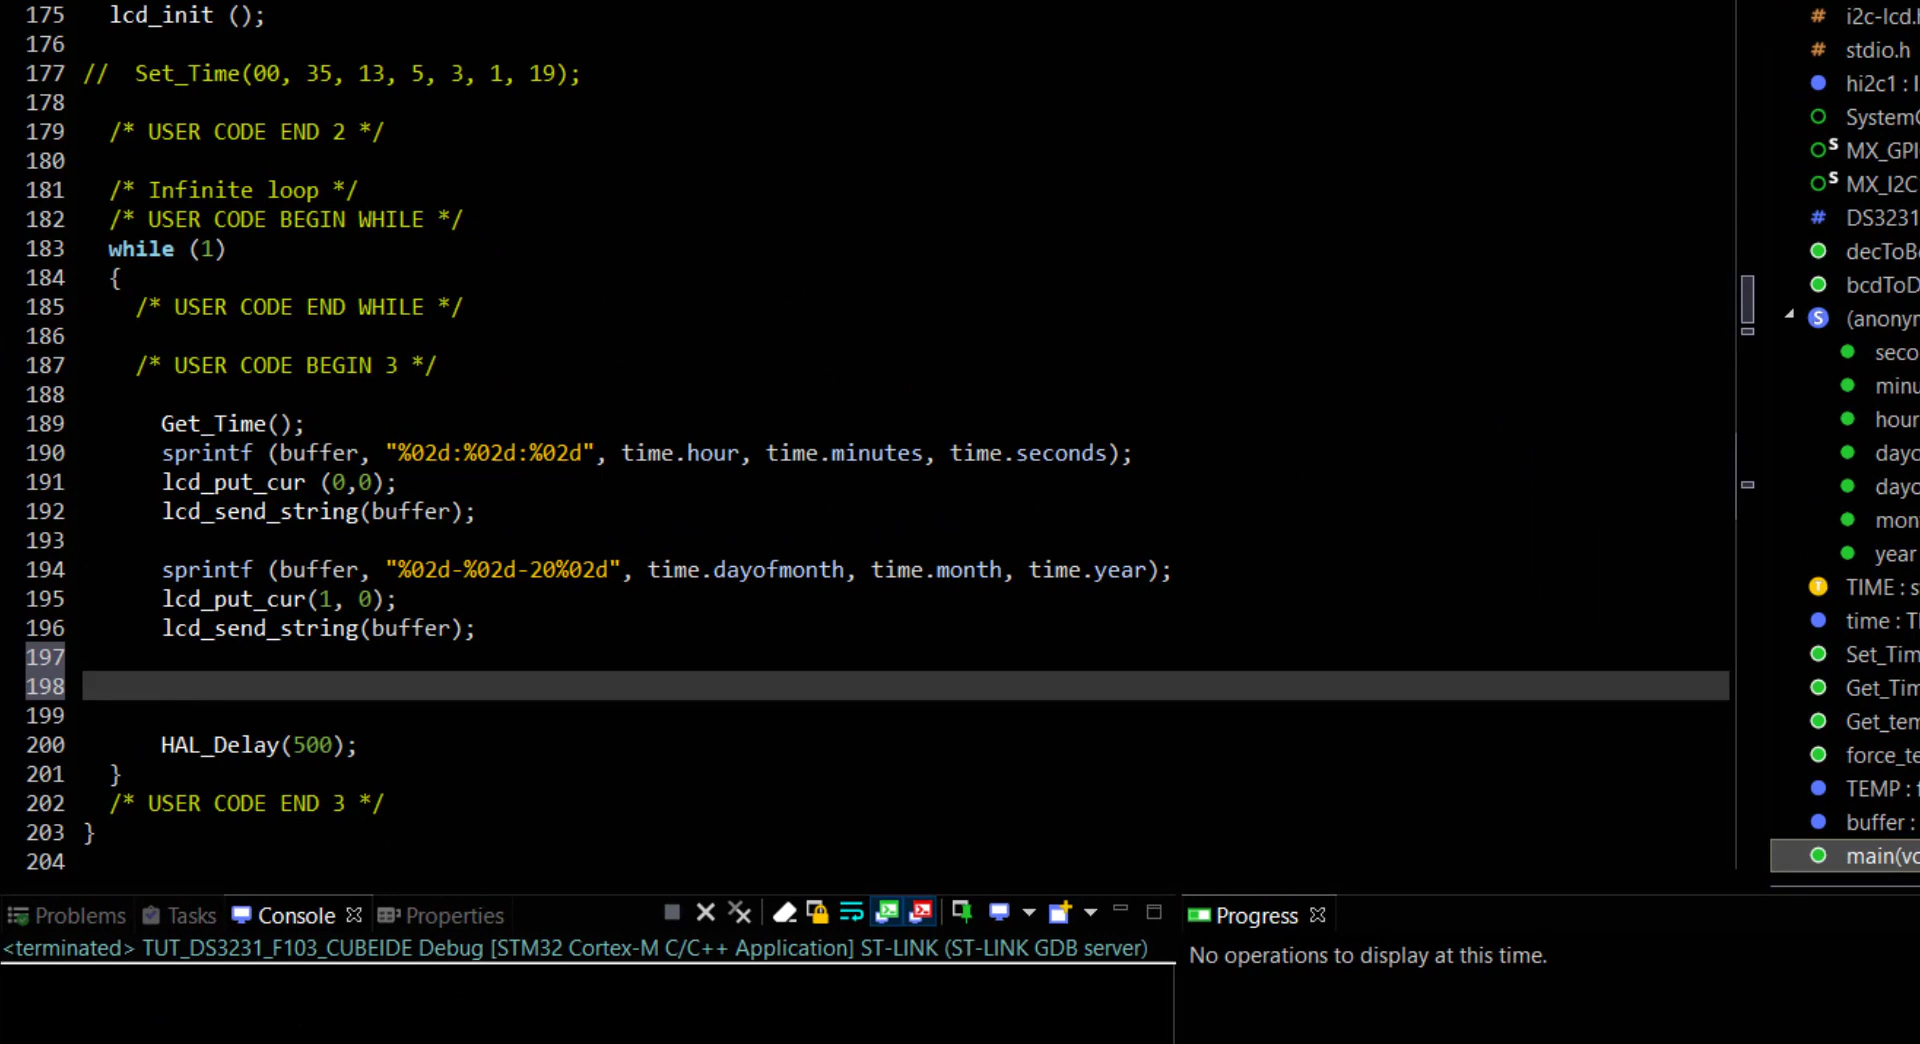 175 lcd_init ();
176
177 // Set_Time(00, 35, 13, 5, 3, 1, 19);
178
179 /* USER CODE END 2 */
180
181 /* Infinite loop */
182 /* USER CODE BEGIN WHILE */
183 while (1)
184 {
185 /* USER CODE END WHILE */
186
187 /* USER CODE BEGIN 3 */
188
189 Get_Time();
190 sprintf (buffer, "%02d:%02d:%02d", time.hour, time.minutes, time.seconds);
191 lcd_put_cur (0,0);
192 lcd_send_string(buffer);
193
194 sprintf (buffer, "%02d-%02d-20%02d", time.dayofmonth, time.month, time.year);
195 lcd_put_cur(1, 0);
196 lcd_send_string(buffer);
197
198
199
200 HAL_Delay(500);
201 }
202 /* USER CODE END 3 */
203 }
204
# i2c-lcd.h
# stdio.h
hi2c1 : I
SystemC
S MX_GPI
S MX_I2C
# DS3231
decToB
bcdToD
S (anonym
seco
minu
hour
dayo
dayo
mon
year
T TIME : s
time : T
Set_Tim
Get_Tim
Get_tem
force_te
TEMP : f
buffer :
main(vo
Problems Tasks Console Properties
<terminated> TUT_DS3231_F103_CUBEIDE Debug [STM32 Cortex-M C/C++ Application] ST-LINK (ST-LINK GDB server)
Progress
No operations to display at this time.